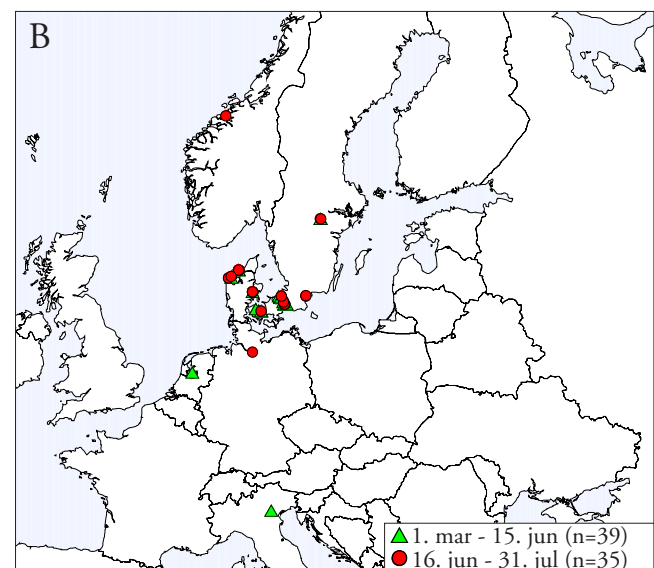 B
1. mar - 15. jun (n=39)
16. jun - 31. jul (n=35)